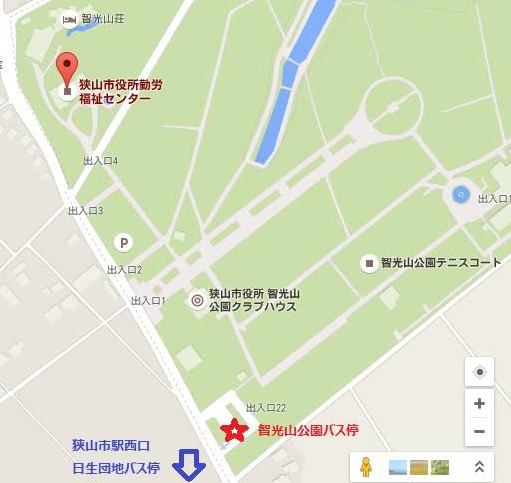 智光山荘
狭山市役所勤労
福祉センター
出入口4
出入口3
P
出入口2
出入口1
狭山市役所 智光山
公園クラブハウス
智光山公園テニスコート
出入口1
出入口22
智光山公園バス停
狭山市駅西口
日生団地バス停